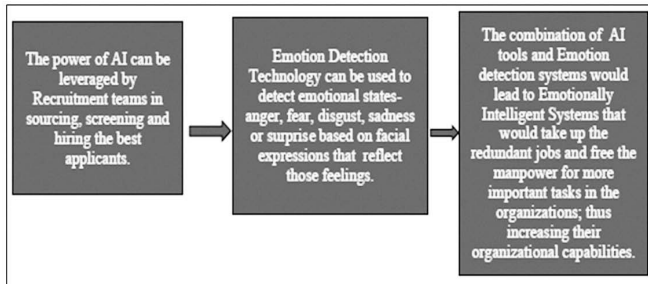 The power of AI can be
leveraged by
Recruitment teams in
sourcing, screening and
hiring the best
applicants.
Emotion Detection
Technology can be used to
detect emotional states-
anger, fear, disgust, sadness
or surprise based on facial
expressions that reflect
those feelings.
The combination of AI
tools and Emotion
detection systems would
lead to Emotionally
Intelligent Systems that
would take up the
redundant jobs and free the
manpower for more
important tasks in the
organizations; thus
increasing their
organizational capabilities.